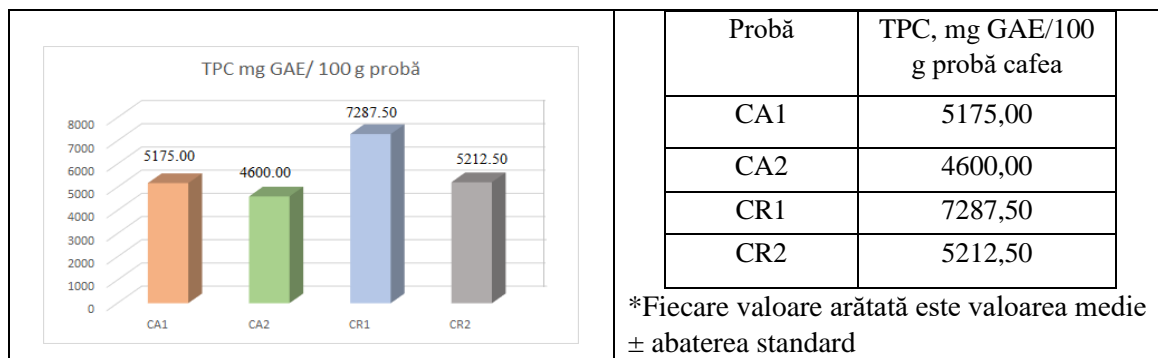 TPC mg GAE/ 100 g probă
8000
7000
6000
5000
4000
3000
2000
1000
0
5175.00
4600.00
7287.50
5212.50
CA1
CA2
CR1
CR2
Probă
TPC, mg GAE/100
g probă cafea
CA1
5175,00
CA2
4600,00
CR1
7287,50
CR2
5212,50
*Fiecare valoare arătată este valoarea medie
± abaterea standard